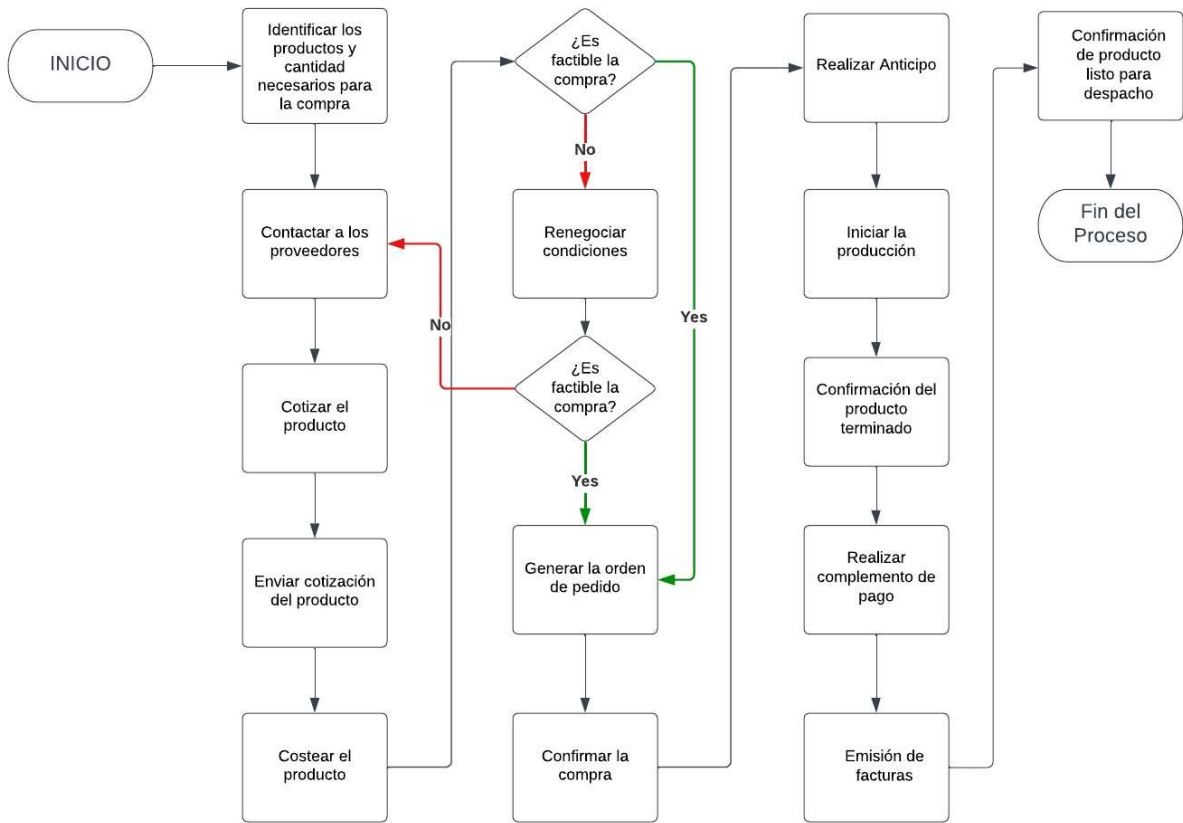 INICIO
Identificar los
productos y
cantidad
necesarios para
la compra
Contactar a los
proveedores
Cotizar el
producto
Enviar cotización
del producto
Costear el
producto
¿Es
factible la
compra?
No
Renegociar
condiciones
No
¿Es
factible la
compra?
Yes
Yes
Generar la orden
de pedido
Confirmar la
compra
Realizar Anticipo
Iniciar la
producción
Confirmación del
producto
terminado
Realizar
complemento de
pago
Emisión de
facturas
Confirmación
de producto
listo para
despacho
Fin del
Proceso